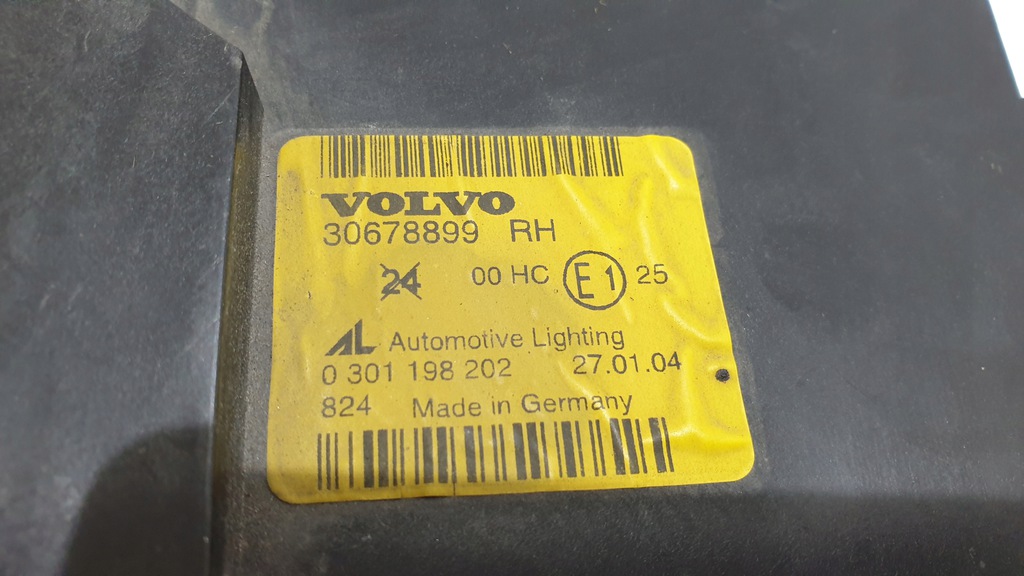 VOLVO
30678899 RH
24 00 HC E1 25
AL Automotive Lighting
0 301 198 202 27.01.04
824 Made in Germany